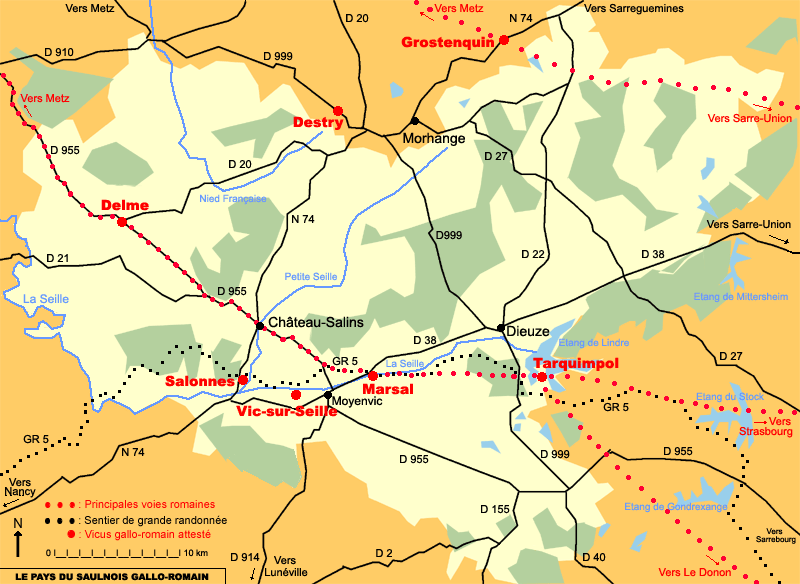 Vers Metz
D 20
Vers Metz
N 74
Vers Sarreguemines
Grostenquin
D 910
D 999
Vers Metz
Destry
Vers Sarre-Union
Morhange
D 955
D 20
D 27
Nied Française
Delme
N 74
D999
Vers Sarre-Union
D 21
D 22
D 38
Petite Seille
La Seille
D 955
Etang de Mittersheim
Château-Salins
Dieuze
D 38
Etang de Lindre
D 27
GR 5
La Seille
Tarquimpol
Salonnes
Marsal
Etang du Stock
Vic-sur-Seille
Moyenvic
GR 5
Vers
Strasbourg
GR 5
N 74
D 955
D 999
D 955
Vers
Nancy
Etang de Gondrexange
: Principales voies romaines
: Sentier de grande randonnée
: Vicus gallo-romain attesté
D 155
Vers
Sarrebourg
N
0
10 km
D 914
Vers
Lunéville
D 2
D 40
Vers Le Donon
LE PAYS DU SAULNOIS GALLO-ROMAIN